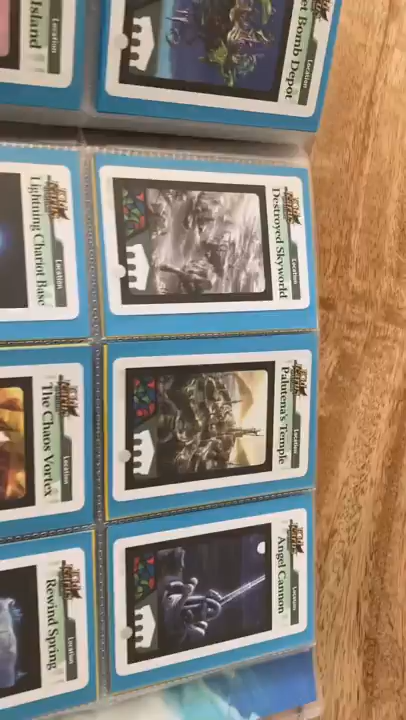 Location
Island
Location
et Bomb Depot
Location
Lightning Chariot Base
Location
Destroyed Skyworld
Location
The Chaos Vortex
Location
Palutena's Temple
Location
Rewind Spring
Location
Angel Cannon